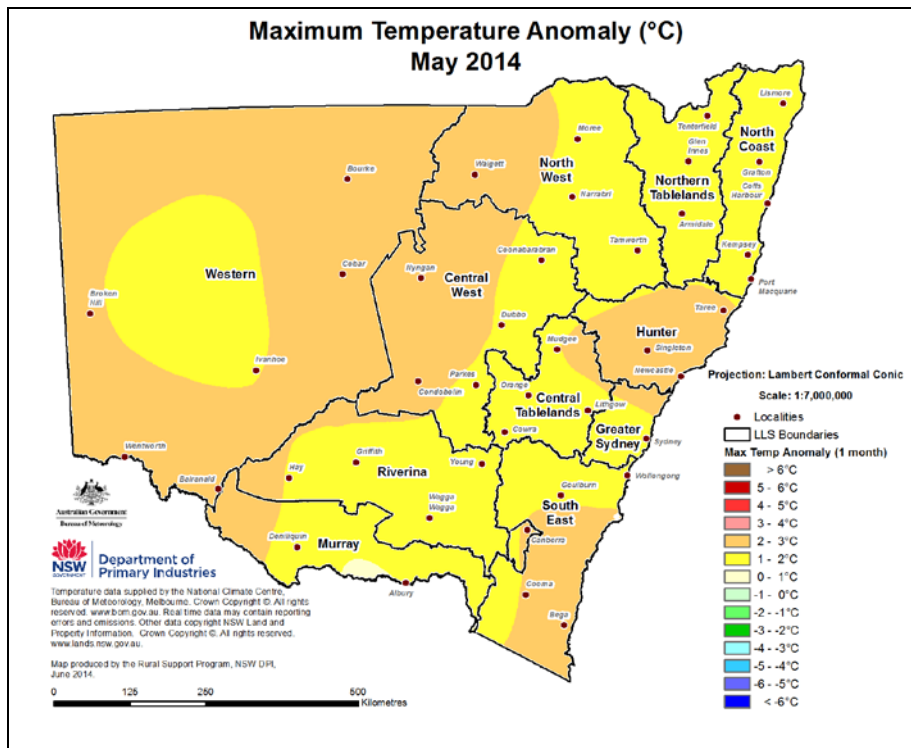 Maximum Temperature Anomaly (°C)
May 2014
Lismore
Tenterfield
North
Coast
Moree
Glen
Innes
Bourke
Walgett
North
West
Grafton
Northern
Tablelands
Coffs
Harbour
Narrabri
Armidale
Kempsey
Tamworth
Coonabarabran
Western
Cobar
Nyngan
Central
West
Port
Macquarie
Broken
Hill
Taree
Dubbo
Hunter
Mudgee
Singleton
Ivanhoe
Newcastle
Parkes
Orange
Condobolin
Central
Tablelands
Lithgow
Cowra
Greater
Sydney
Sydney
Wentworth
Griffith
Hay
Riverina
Young
Balranald
Wollongong
Goulburn
Wagga
Wagga
South
East
Canberra
Deniliquin
Murray
Albury
Cooma
Bega
Projection: Lambert Conformal Conic
Scale: 1:7,000,000
Localities
LLS Boundaries
Max Temp Anomaly (1 month)
> 6°C
5 - 6°C
4 - 5°C
3 - 4°C
2 - 3°C
1 - 2°C
0 - 1°C
-1 - 0°C
-2 - -1°C
-3 - -2°C
-4 - -3°C
-5 - -4°C
-6 - -5°C
< -6°C
Australian Government
Bureau of Meteorology
NSW
GOVERNMENT
Department of
Primary Industries
Temperature data supplied by the National Climate Centre,
Bureau of Meteorology, Melbourne. Crown Copyright ©. All rights
reserved. www.bom.gov.au. Real time data may contain reporting
errors and omissions. Other data copyright NSW Land and
Property Information. Crown Copyright ©. All rights reserved.
www.lands.nsw.gov.au.
Map produced by the Rural Support Program, NSW DPI,
June 2014.
0 125 250 500
Kilometres